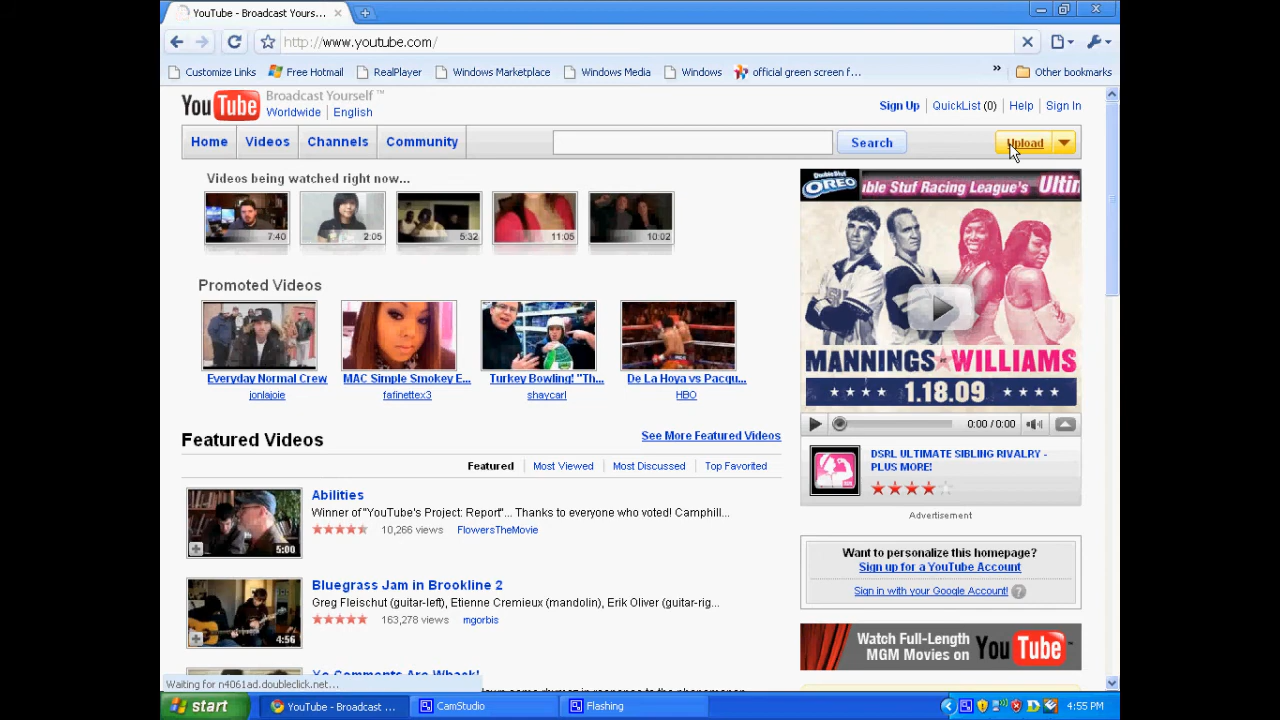 YouTube - Broadcast Yours...
http://www.youtube.com/
Customize Links
Free Hotmail
RealPlayer
Windows Marketplace
Windows Media
Windows
official green screen f...
»
Other bookmarks
YouTube
Broadcast Yourself ™
Worldwide | English
Sign Up | QuickList (0) | Help | Sign In
Home
Videos
Channels
Community
Search
Upload
Videos being watched right now...
7:40
2:05
5:32
11:05
10:02
Promoted Videos
Everyday Normal Crew
jonlajoie
MAC Simple Smokey E...
fafinettex3
Turkey Bowling! "Th...
shaycarl
De La Hoya vs Pacqu...
HBO
Featured Videos
See More Featured Videos
Featured | Most Viewed | Most Discussed | Top Favorited
5:00
Abilities
Winner of "YouTube's Project: Report"... Thanks to everyone who voted! Camphill...
10,266 views FlowersTheMovie
4:56
Bluegrass Jam in Brookline 2
Greg Fleischut (guitar-left), Etienne Cremieux (mandolin), Erik Oliver (guitar-rig...
163,278 views mgorbis
OREO
ble Stuf Racing League's Ulti
MANNINGS WILLIAMS
1.18.09
0:00 / 0:00
DSRL ULTIMATE SIBLING RIVALRY -
PLUS MORE!
Advertisement
Want to personalize this homepage?
Sign up for a YouTube Account
Sign in with your Google Account!
?
Watch Full-Length
MGM Movies on
YouTube
Waiting for n4061ad.doubleclick.net...
start
YouTube - Broadcast ...
CamStudio
Flashing
4:55 PM